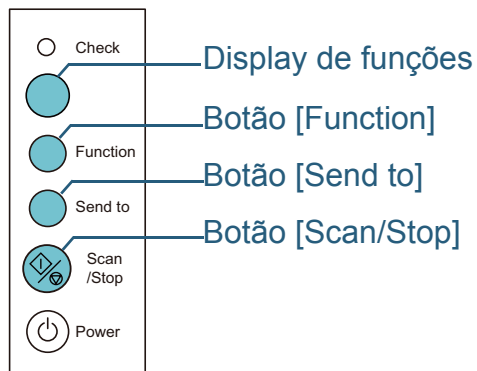 Check
Display de funções
Botão [Function]
Function
Botão [Send to]
Send to
Botão [Scan/Stop]
Scan
/Stop
Power